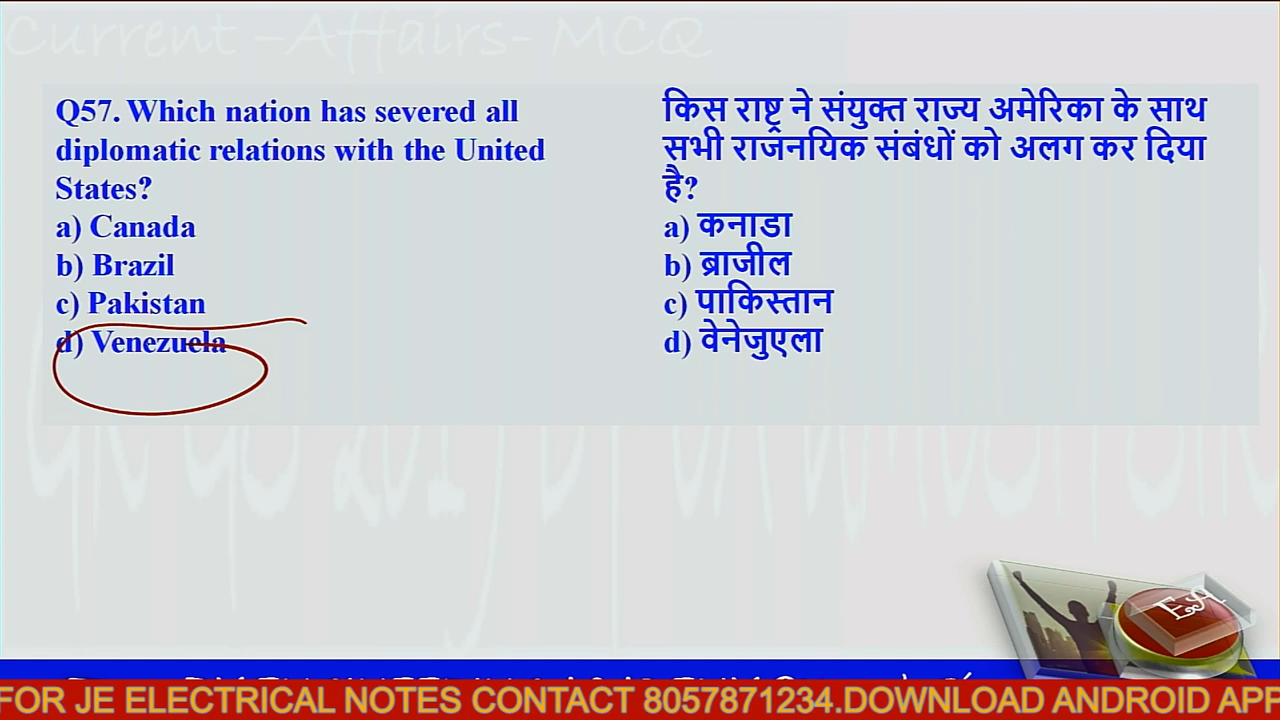 Current -Affairs- MCQ
Q57. Which nation has severed all
diplomatic relations with the United
States?
a) Canada
b) Brazil
c) Pakistan
d) Venezuela
किस राष्ट्र ने संयुक्त राज्य अमेरिका के साथ
सभी राजनयिक संबंधों को अलग कर दिया
है?
a) कनाडा
b) ब्राजील
c) पाकिस्तान
d) वेनेजुएला
EA
FOR JE ELECTRICAL NOTES CONTACT 8057871234.DOWNLOAD ANDROID APP